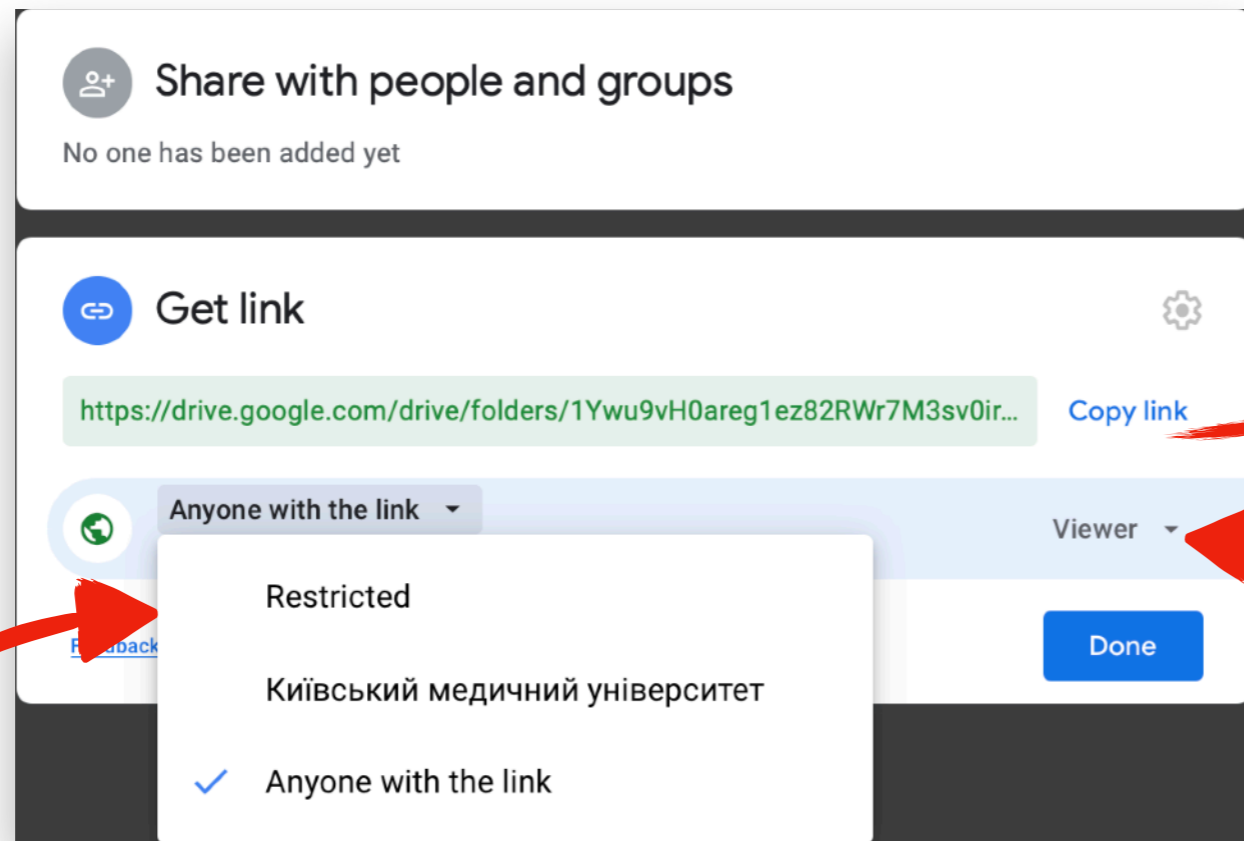 Share with people and groups
No one has been added yet
Get link
https://drive.google.com/drive/folders/1Ywu9vH0areg1ez82RWr7M3sv0ir...
Copy link
Anyone with the link
Viewer
Restricted
Київський медичний університет
Anyone with the link
Done